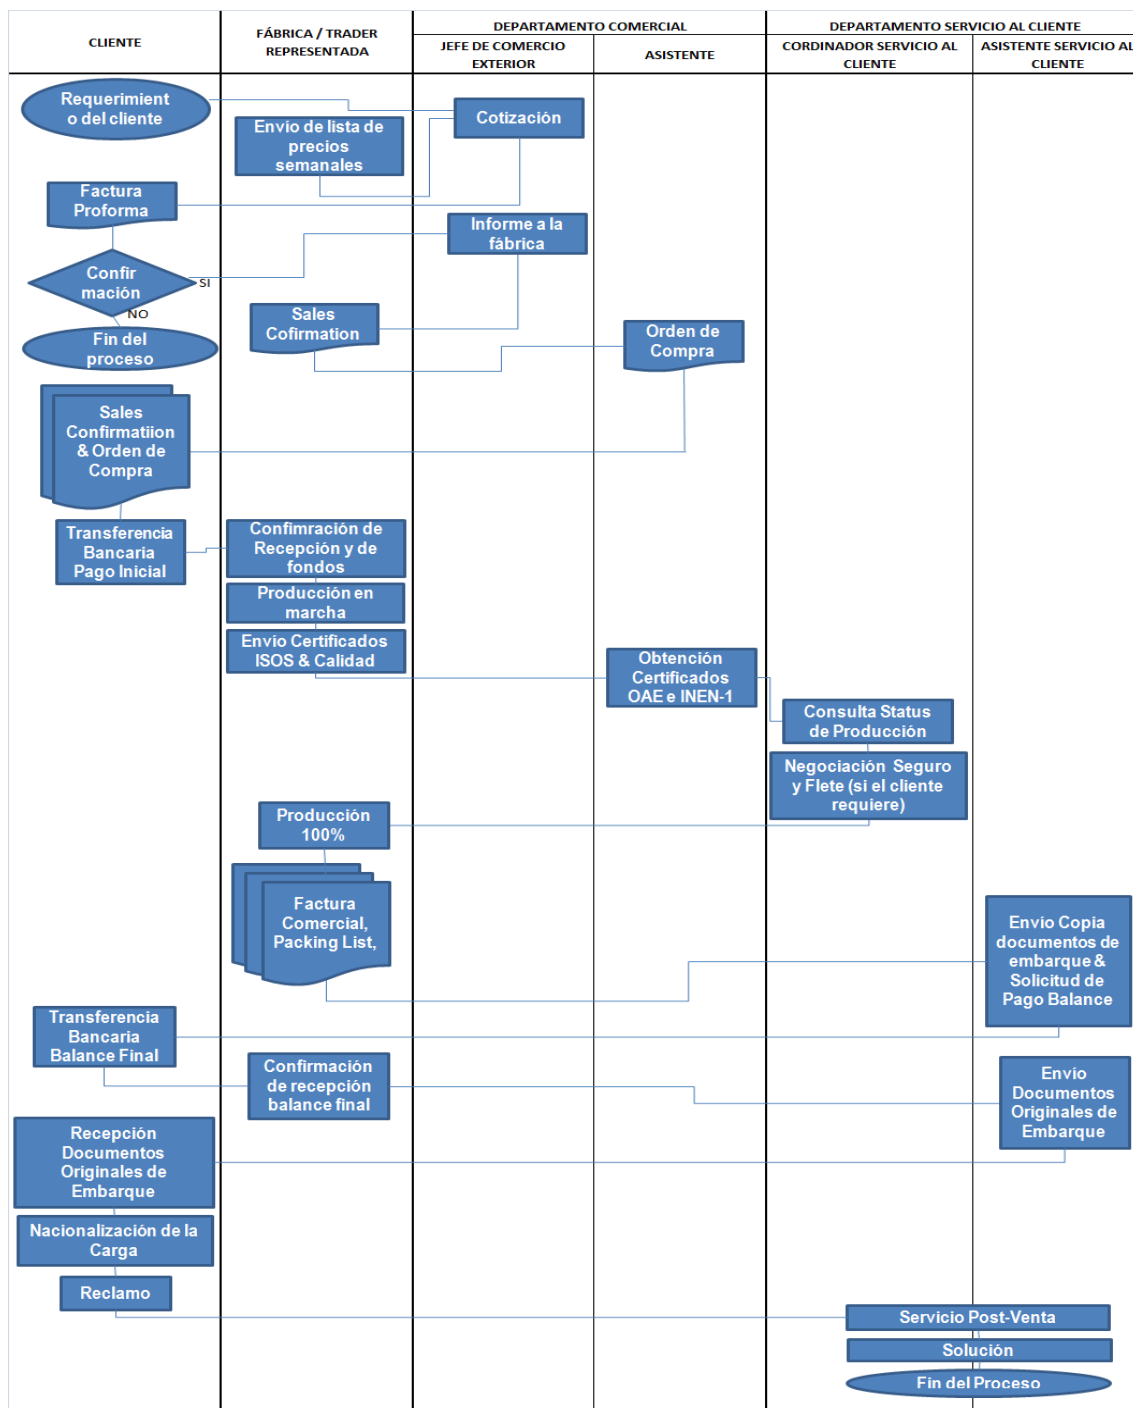 CLIENTE
FÁBRICA / TRADER
REPRESENTADA
DEPARTAMENTO COMERCIAL
JEFE DE COMERCIO
EXTERIOR
ASISTENTE
DEPARTAMENTO SERVICIO AL CLIENTE
CORDINADOR SERVICIO AL
CLIENTE
ASISTENTE SERVICIO AL
CLIENTE
Requerimient
o del cliente
Cotización
Envío de lista de
precios
semanales
Factura
Proforma
Informe a la
fábrica
Confir
mación
SI
NO
Sales
Cofirmation
Orden de
Compra
Fin del
proceso
Sales
Confirmatiion
& Orden de
Compra
Transferencia
Bancaria
Pago Inicial
Confimración de
Recepción y de
fondos
Producción en
marcha
Envío Certificados
ISOS & Calidad
Obtención
Certificados
OAE e INEN-1
Consulta Status
de Producción
Negociación Seguro
y Flete (si el cliente
requiere)
Producción
100%
Factura
Comercial,
Packing List,
Envío Copia
documentos de
embarque &
Solicitud de
Pago Balance
Transferencia
Bancaria
Balance Final
Confirmación
de recepción
balance final
Envío
Documentos
Originales de
Embarque
Recepción
Documentos
Originales de
Embarque
Nacionalización de la
Carga
Reclamo
Servicio Post-Venta
Solución
Fin del Proceso